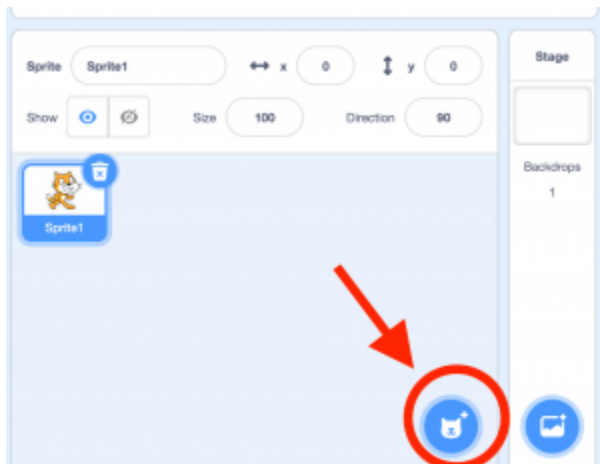 Sprite Sprite1 x 0 y 0
Show Size 100 Direction 90
Sprite1
Stage
Backdrops
1